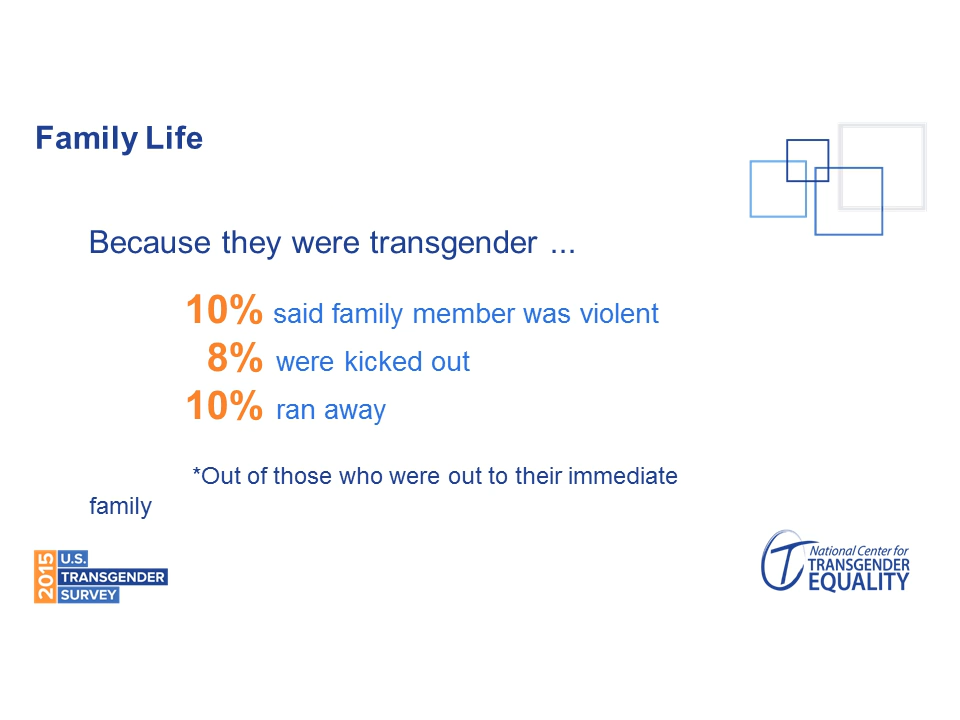 Family Life
Because they were transgender ...
10% said family member was violent
8% were kicked out
10% ran away
*Out of those who were out to their immediate
family
2015
U.S.
TRANSGENDER
SURVEY
National Center for
TRANSGENDER
EQUALITY